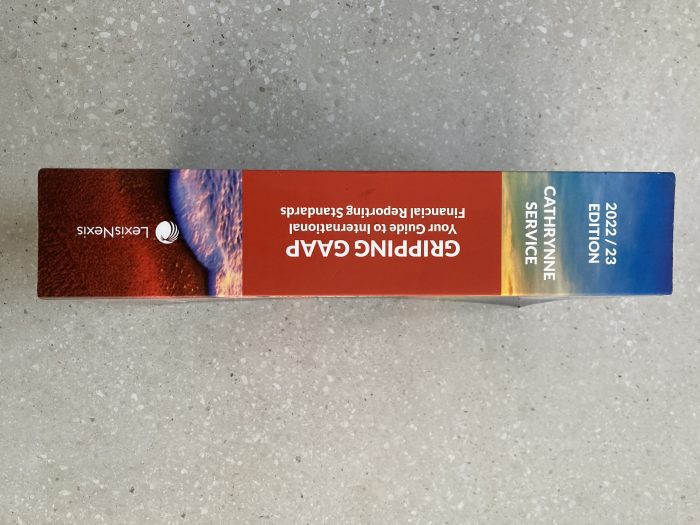 2022 / 23
EDITION
CATHRYNNE
SERVICE
GRIPPING GAAP
Your Guide to International
Financial Reporting Standards
LexisNexis